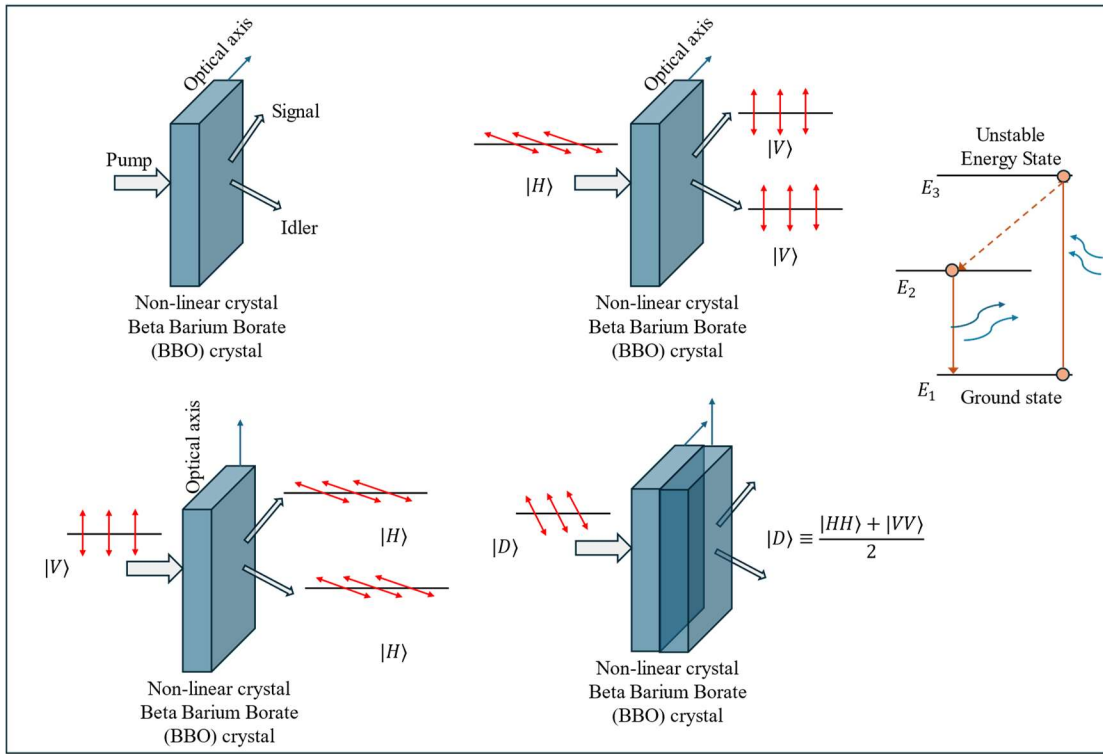 Optical axis
Signal
Pump
Idler
Non-linear crystal
Beta Barium Borate
(BBO) crystal
Optical axis
|H⟩
|V⟩
|V⟩
Non-linear crystal
Beta Barium Borate
(BBO) crystal
Unstable
Energy State
E₃
E₂
E₁
Ground state
Optical axis
|V⟩
|H⟩
|H⟩
Non-linear crystal
Beta Barium Borate
(BBO) crystal
|D⟩
|D⟩ ≡ (|HH⟩ + |VV⟩)/2
Non-linear crystal
Beta Barium Borate
(BBO) crystal